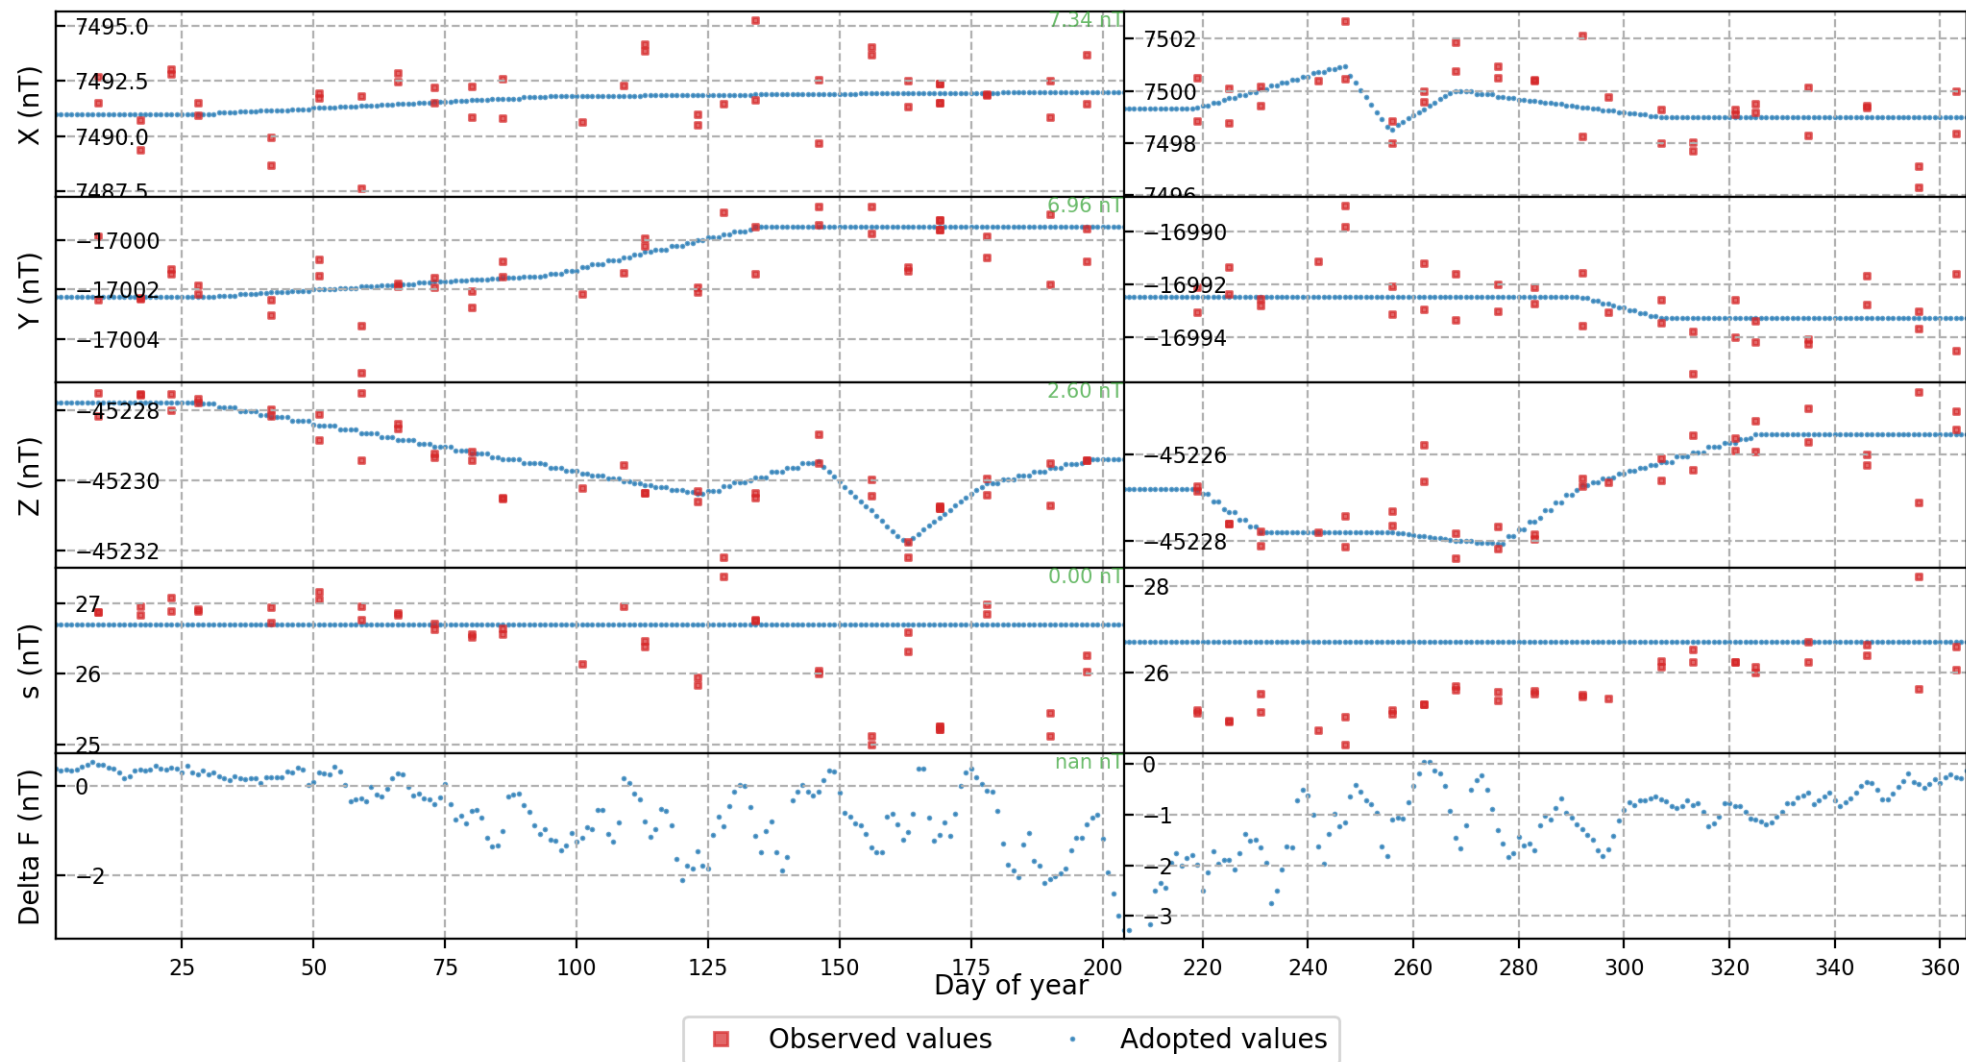 X (nT)
7495.0
7492.5
7490.0
7487.5
7.34 nT
7502
7500
7498
7496
Y (nT)
−17000
−17002
−17004
6.96 nT
−16990
−16992
−16994
Z (nT)
−45228
−45230
−45232
2.60 nT
−45226
−45228
s (nT)
27
26
25
0.00 nT
28
26
Delta F (nT)
0
−2
nan nT
0
−1
−2
−3
25 50 75 100 125 150 175 200 220 240 260 280 300 320 340 360
Day of year
Observed values Adopted values